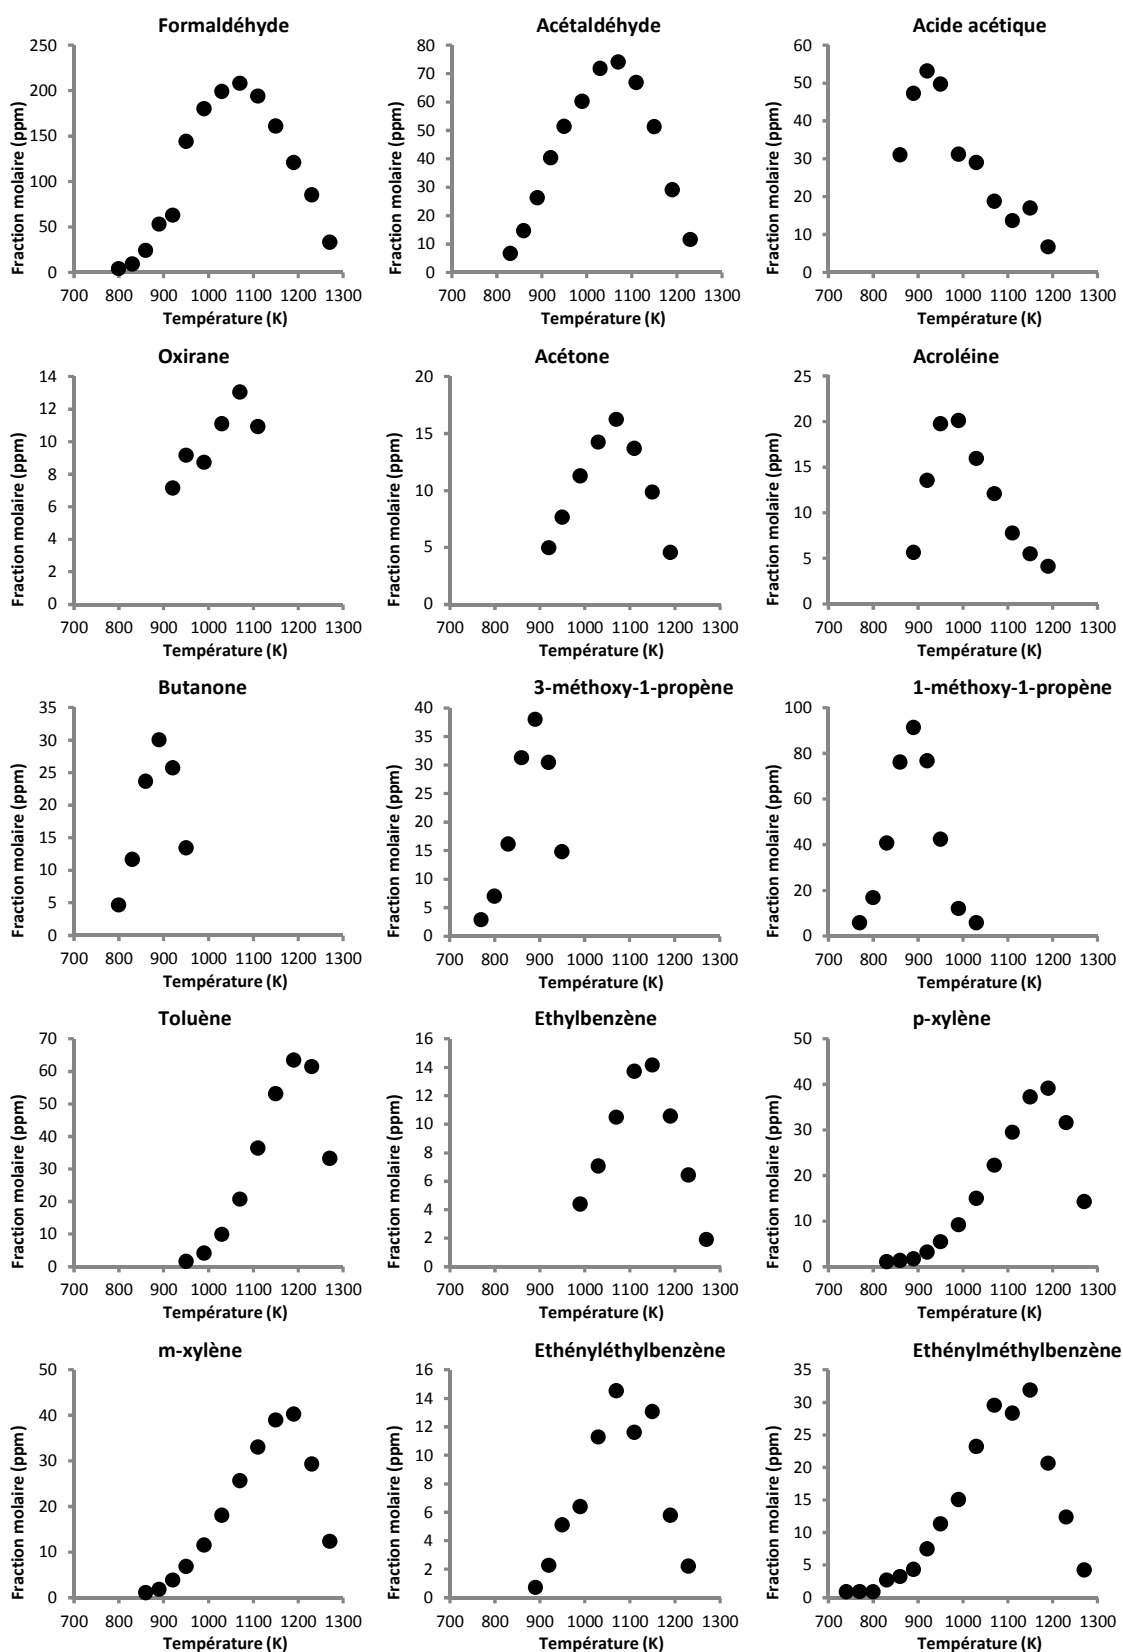 Formaldéhyde
Fraction molaire (ppm)
250
200
150
100
50
0
700 800 900 1000 1100 1200 1300
Température (K)
Acétaldéhyde
Fraction molaire (ppm)
80
70
60
50
40
30
20
10
0
700 800 900 1000 1100 1200 1300
Température (K)
Acide acétique
Fraction molaire (ppm)
60
50
40
30
20
10
0
700 800 900 1000 1100 1200 1300
Température (K)
Oxirane
Fraction molaire (ppm)
14
12
10
8
6
4
2
0
700 800 900 1000 1100 1200 1300
Température (K)
Acétone
Fraction molaire (ppm)
20
15
10
5
0
700 800 900 1000 1100 1200 1300
Température (K)
Acroléine
Fraction molaire (ppm)
25
20
15
10
5
0
700 800 900 1000 1100 1200 1300
Température (K)
Butanone
Fraction molaire (ppm)
35
30
25
20
15
10
5
0
700 800 900 1000 1100 1200 1300
Température (K)
3-méthoxy-1-propène
Fraction molaire (ppm)
40
35
30
25
20
15
10
5
0
700 800 900 1000 1100 1200 1300
Température (K)
1-méthoxy-1-propène
Fraction molaire (ppm)
100
80
60
40
20
0
700 800 900 1000 1100 1200 1300
Température (K)
Toluène
Fraction molaire (ppm)
70
60
50
40
30
20
10
0
700 800 900 1000 1100 1200 1300
Température (K)
Ethylbenzène
Fraction molaire (ppm)
16
14
12
10
8
6
4
2
0
700 800 900 1000 1100 1200 1300
Température (K)
p-xylène
Fraction molaire (ppm)
50
40
30
20
10
0
700 800 900 1000 1100 1200 1300
Température (K)
m-xylène
Fraction molaire (ppm)
50
40
30
20
10
0
700 800 900 1000 1100 1200 1300
Température (K)
Ethényléthylbenzène
Fraction molaire (ppm)
16
14
12
10
8
6
4
2
0
700 800 900 1000 1100 1200 1300
Température (K)
Ethénylméthylbenzène
Fraction molaire (ppm)
35
30
25
20
15
10
5
0
700 800 900 1000 1100 1200 1300
Température (K)